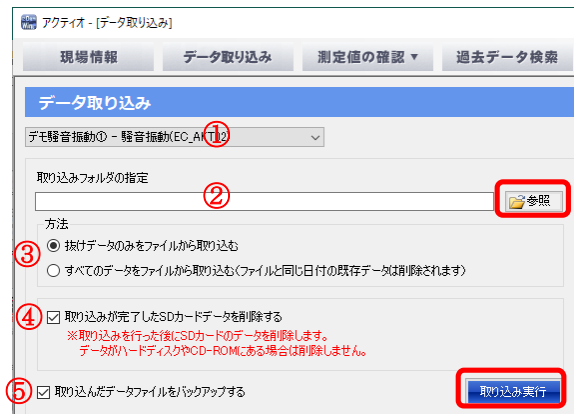 アクティオ - [データ取り込み]
現場情報 データ取り込み 測定値の確認 ▼ 過去データ検索
データ取り込み
デモ騒音振動① - 騒音振動(EC_AKT02) ①
取り込みフォルダの指定
② 参照
方法
③ 抜けデータのみをファイルから取り込む
すべてのデータをファイルから取り込む(ファイルと同じ日付の既存データは削除されます)
④ 取り込みが完了したSDカードデータを削除する
※取り込みを行った後にSDカードのデータを削除します。
データがハードディスクやCD-ROMにある場合は削除しません。
⑤ 取り込んだデータファイルをバックアップする 取り込み実行